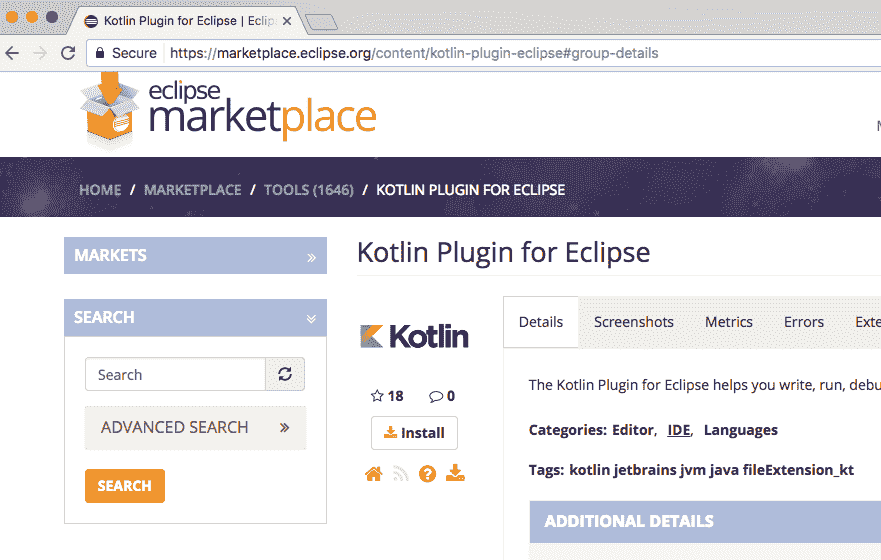 Kotlin Plugin for Eclipse | Eclip
Secure https://marketplace.eclipse.org/content/kotlin-plugin-eclipse#group-details
eclipse
marketplace
HOME / MARKETPLACE / TOOLS (1646) / KOTLIN PLUGIN FOR ECLIPSE
MARKETS »
Kotlin Plugin for Eclipse
SEARCH
Search
ADVANCED SEARCH »
SEARCH
Kotlin
18 0
Install
Details Screenshots Metrics Errors Exte
The Kotlin Plugin for Eclipse helps you write, run, debu
Categories: Editor, IDE, Languages
Tags: kotlin jetbrains jvm java fileExtension_kt
ADDITIONAL DETAILS